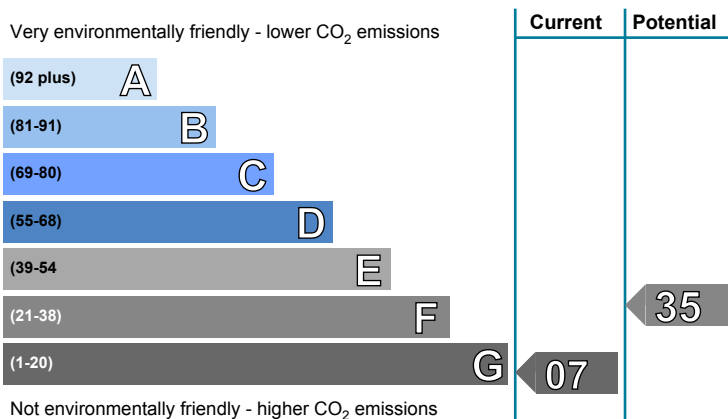 Current Potential
Very environmentally friendly - lower CO₂ emissions
(92 plus) A
(81-91) B
(69-80) C
(55-68) D
(39-54 E
(21-38) F
35
(1-20) G
07
Not environmentally friendly - higher CO₂ emissions